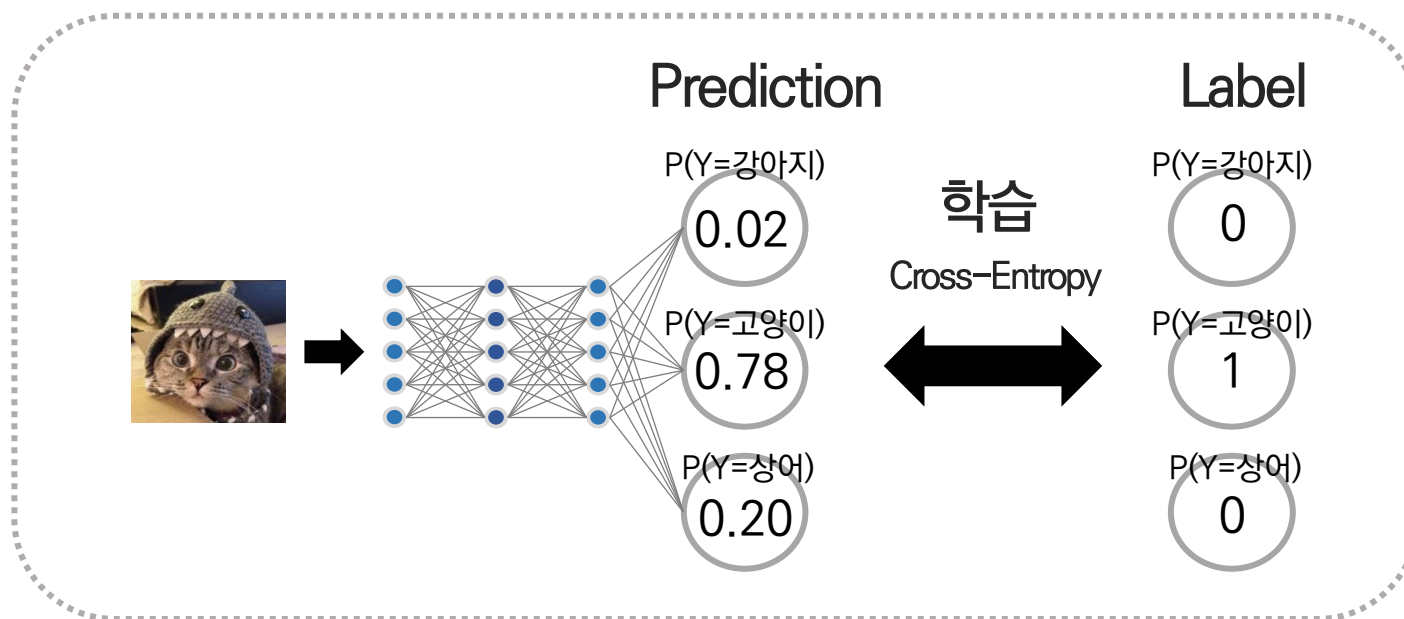 Prediction
Label
P(Y=강아지)
0.02
학습
Cross-Entropy
P(Y=강아지)
0
P(Y=고양이)
0.78
P(Y=고양이)
1
P(Y=상어)
0.20
P(Y=상어)
0